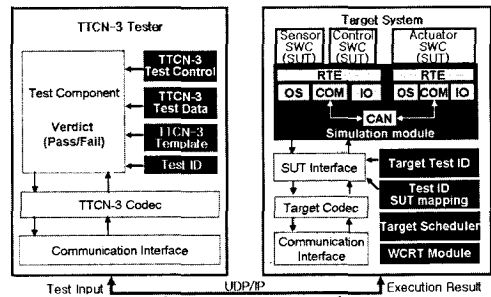 TTCN-3 Tester
Test Component
Verdict
(Pass/Fail)
TTCN-3
Test Control
TTCN-3
Test Data
TTCN-3
Template
Test ID
TTCN-3 Codec
Communication Interface
Target System
Sensor
SWC
(SUT)
Control
SWC
(SUT)
Actuator
SWC
(SUT)
RTE
RTE
OS COM IO
OS COM IO
CAN
Simulation module
SUT Interface
Target Codec
Communication
Interface
Target Test ID
Test ID
SUT mapping
Target Scheduler
WCRT Module
Test Input
UDP/IP
Execution Result